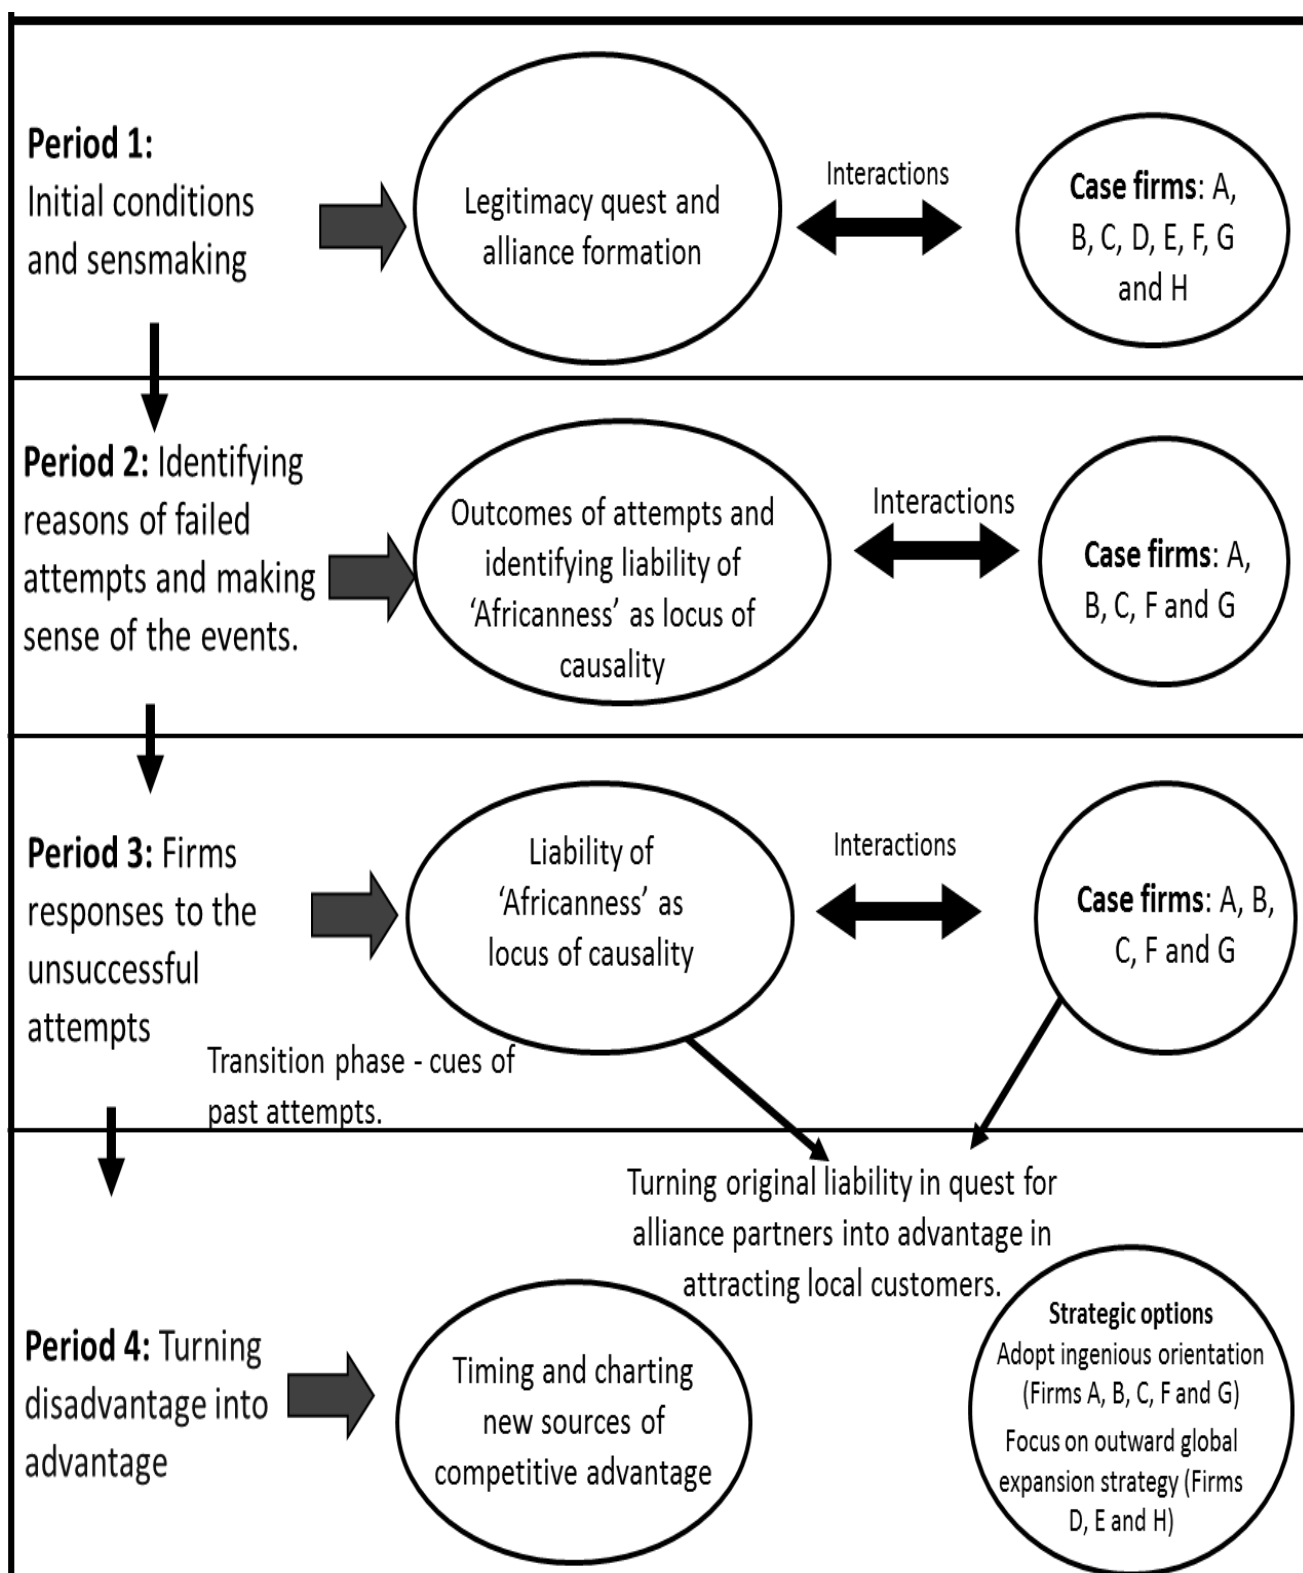 Period 1:
Initial conditions
and sensmaking
Legitimacy quest and
alliance formation
Interactions
Case firms: A,
B, C, D, E, F, G
and H
Period 2: Identifying
reasons of failed
attempts and making
sense of the events.
Outcomes of attempts and
identifying liability of
‘Africanness’ as locus of
causality
Interactions
Case firms: A,
B, C, F and G
Period 3: Firms
responses to the
unsuccessful
attempts
Liability of
‘Africanness’ as
locus of causality
Interactions
Case firms: A, B,
C, F and G
Transition phase - cues of
past attempts.
Turning original liability in quest for
alliance partners into advantage in
attracting local customers.
Period 4: Turning
disadvantage into
advantage
Timing and charting
new sources of
competitive advantage
Strategic options
Adopt ingenious orientation
(Firms A, B, C, F and G)
Focus on outward global
expansion strategy (Firms
D, E and H)